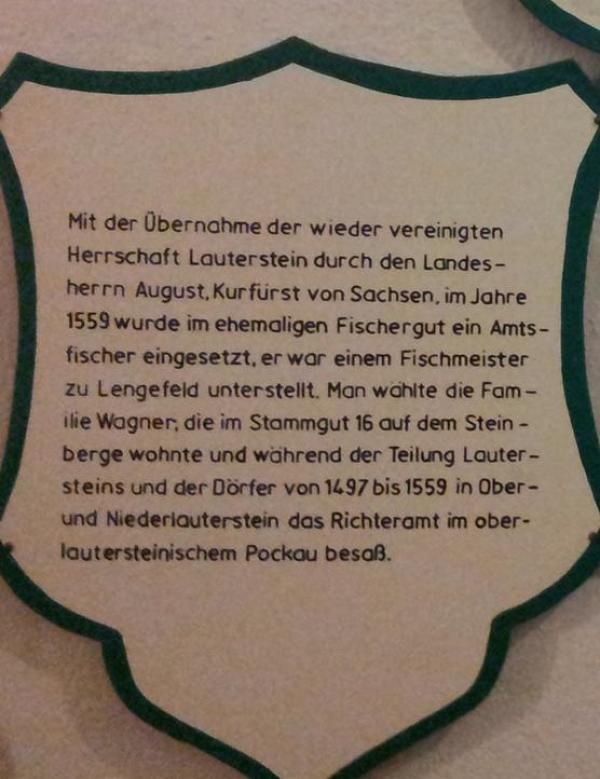 Mit der Übernahme der wieder vereinigten
Herrschaft Lauterstein durch den Landes-
herrn August, Kurfürst von Sachsen, im Jahre
1559 wurde im ehemaligen Fischergut ein Amts-
fischer eingesetzt, er war einem Fischmeister
zu Lengefeld unterstellt. Man wählte die Fam-
ilie Wagner, die im Stammgut 16 auf dem Stein-
berge wohnte und während der Teilung Lauter-
steins und der Dörfer von 1497 bis 1559 in Ober-
und Niederlauterstein das Richteramt im ober-
lautersteinischem Pockau besaß.